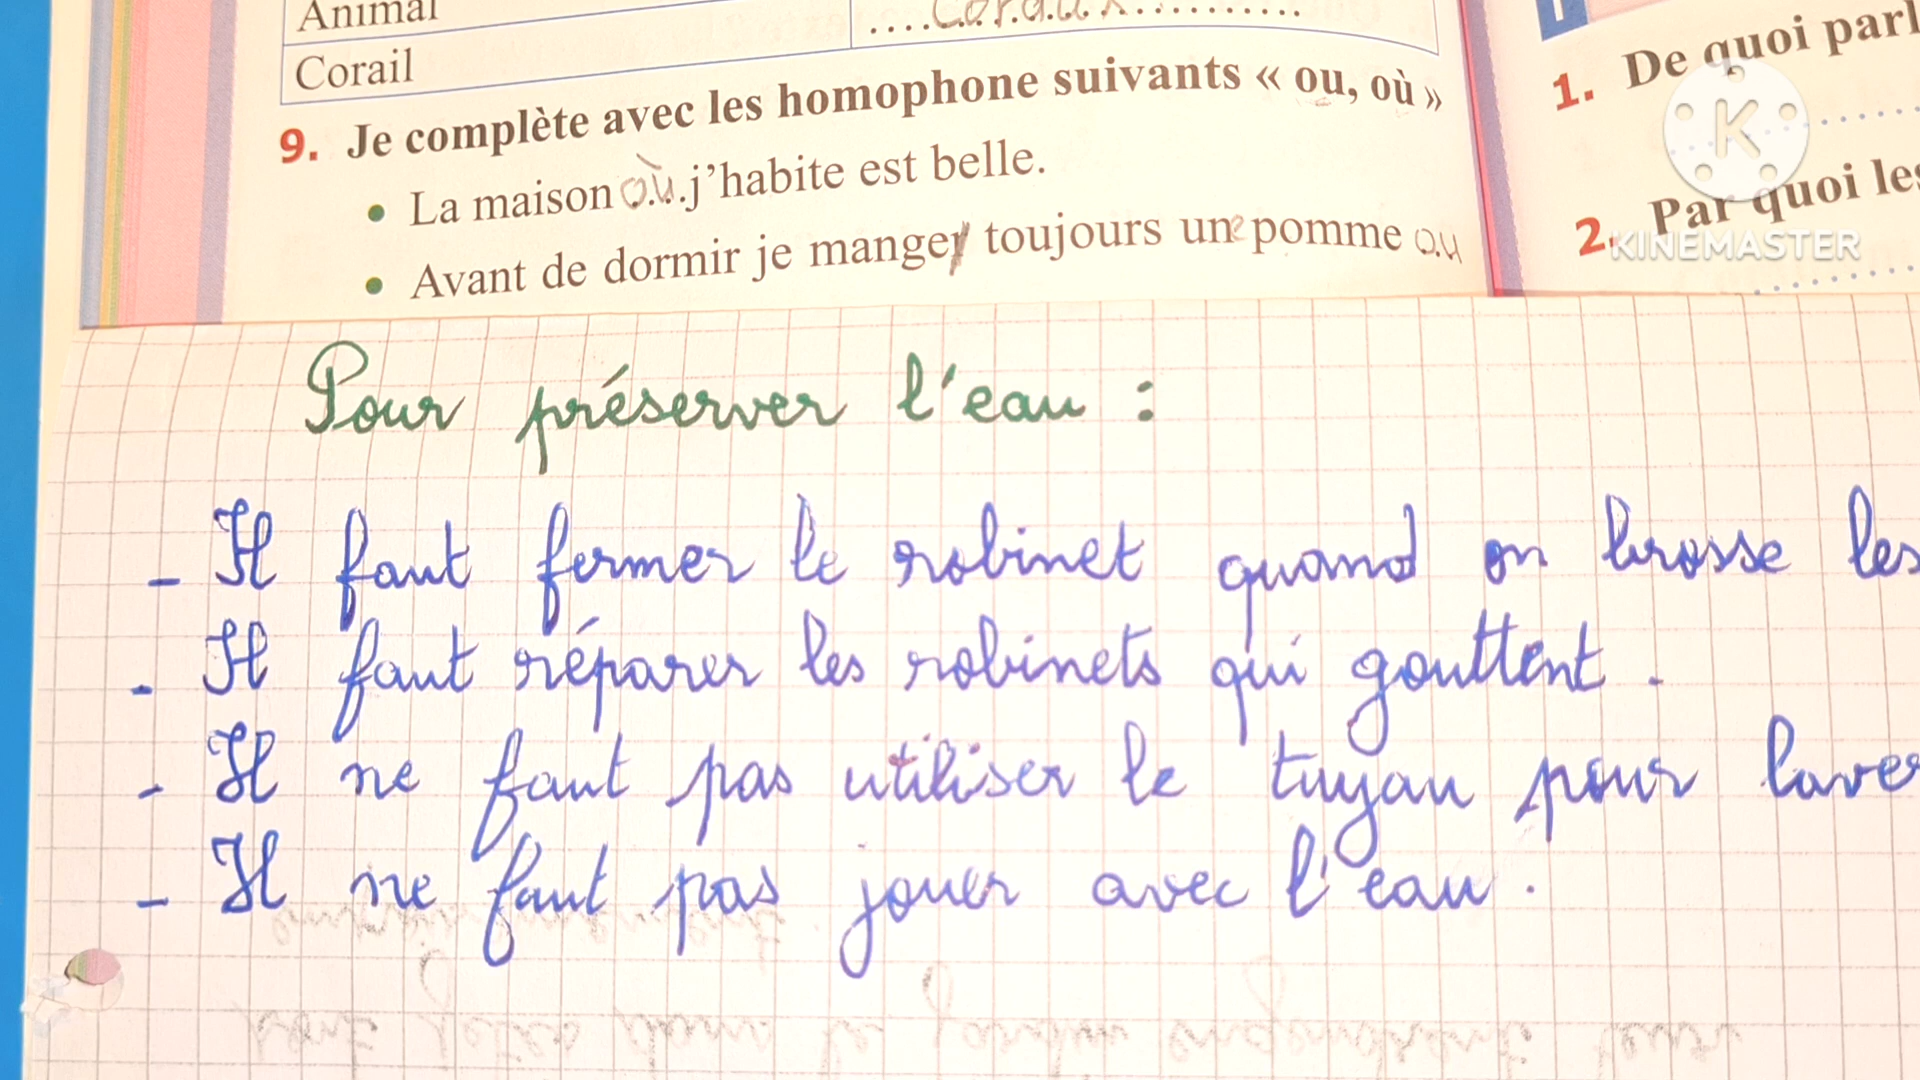 Animal
....coraux..........
Corail
9. Je complète avec les homophone suivants « ou, où »
• La maison où...j'habite est belle.
• Avant de dormir je manger toujours une pomme ou
1. De quoi parl
2. Par quoi les
KINEMASTER
Pour préserver l'eau :
- Il faut fermer le robinet quand on brosse les
- Il faut réparer les robinets qui gouttent.
- Il ne faut pas utiliser le tuyau pour laver
- Il ne faut pas jouer avec l'eau.